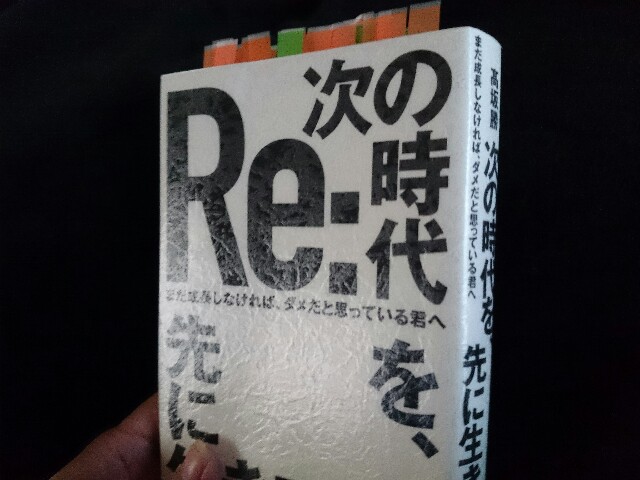 Re:
次の時代を、
まだ成長しなければ、ダメだと思っている君へ
先に生き
まだ成長しなければ、ダメだと思っている君へ
高坂勝
次の時代を、先に生き